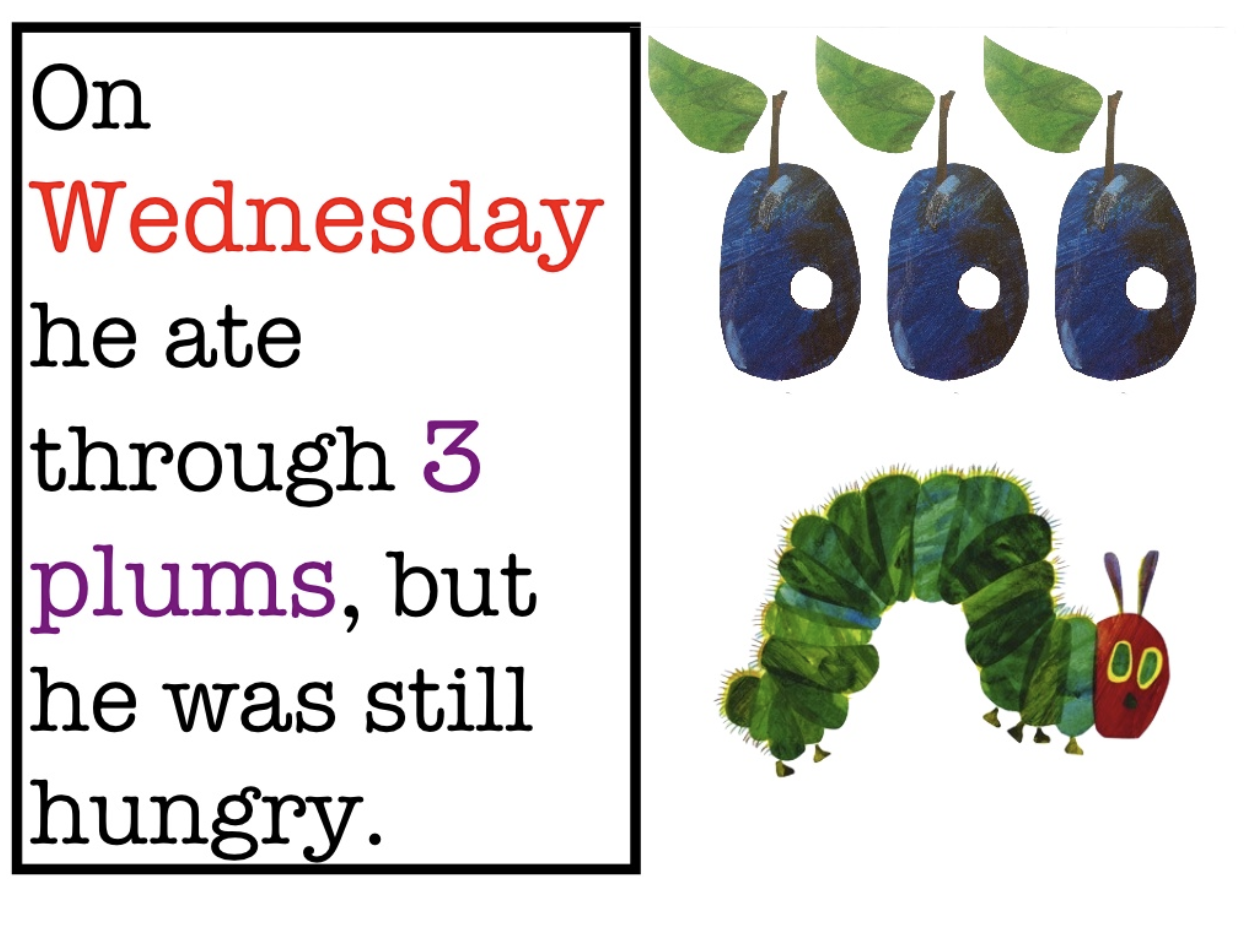 On
Wednesday
he ate
through 3
plums, but
he was still
hungry.